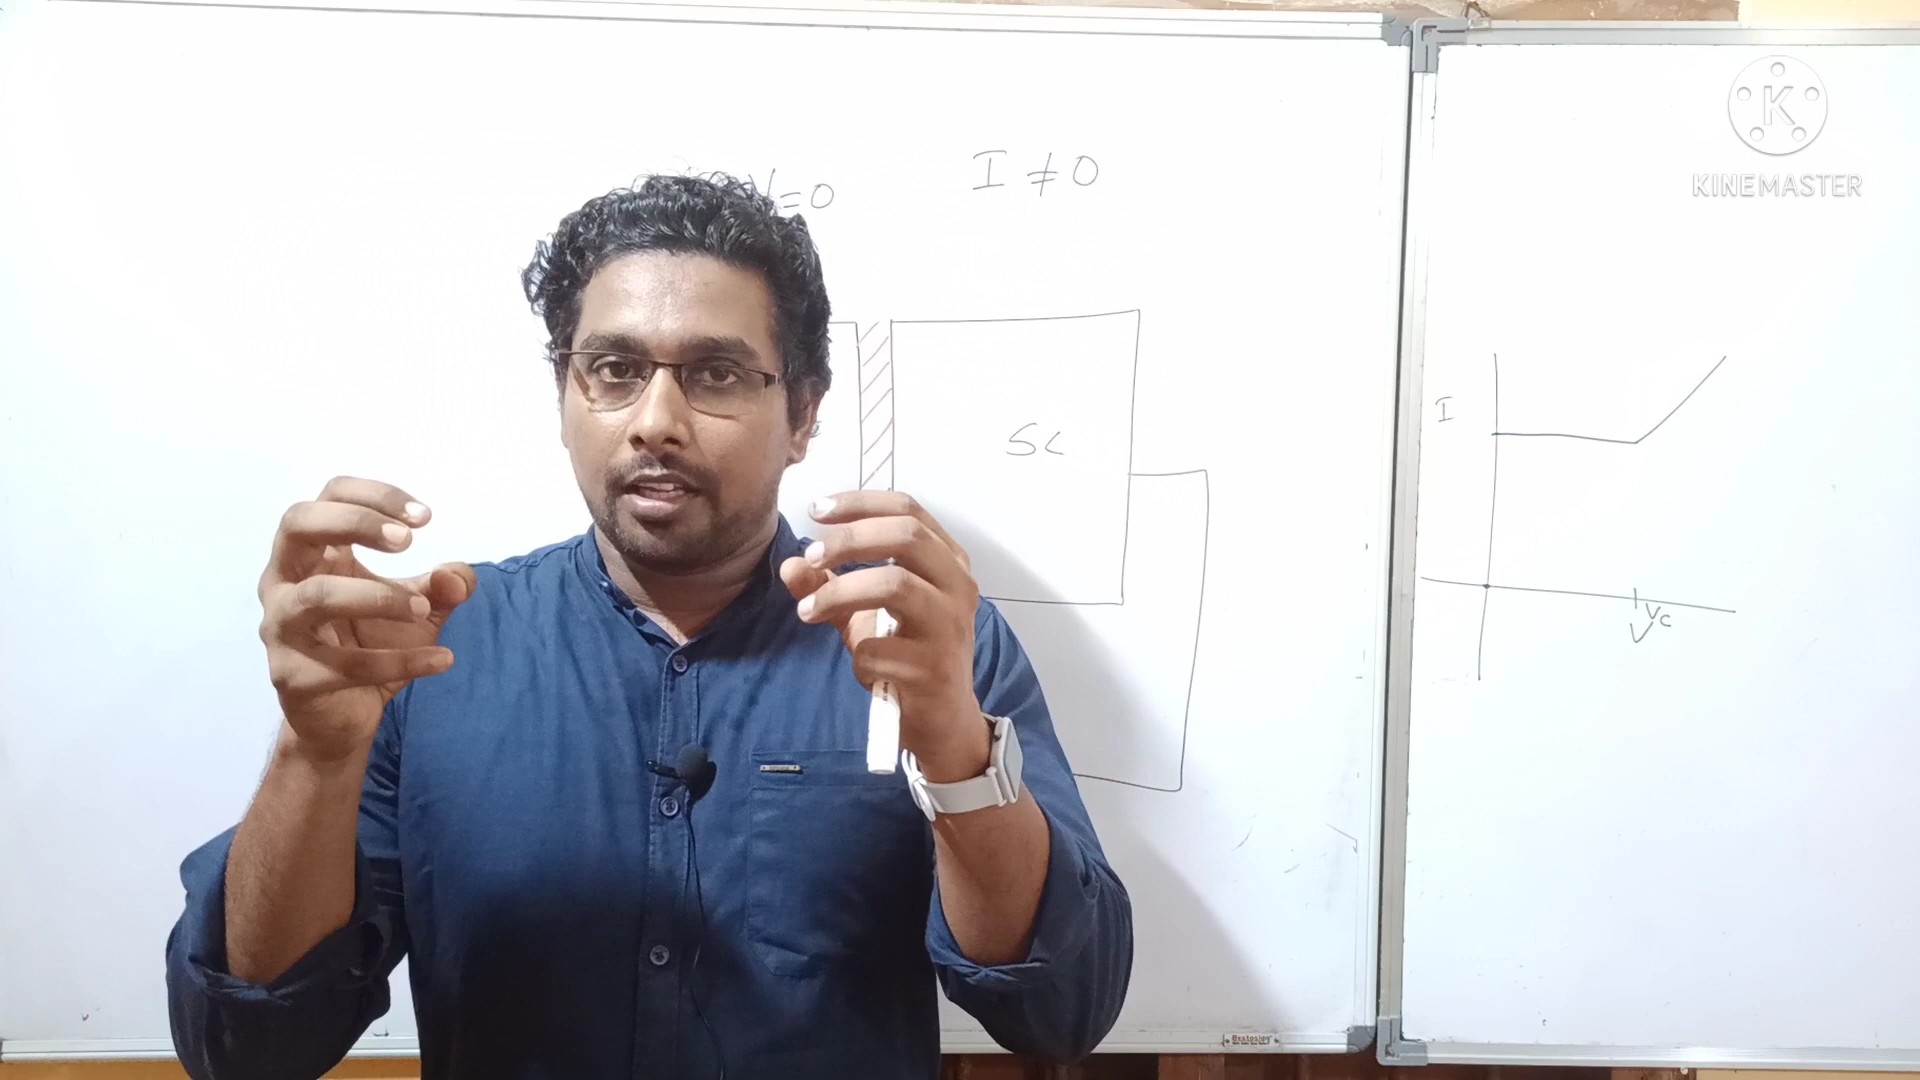 V=0
I ≠ 0
SC
I
Vc
V
K
KINEMASTER